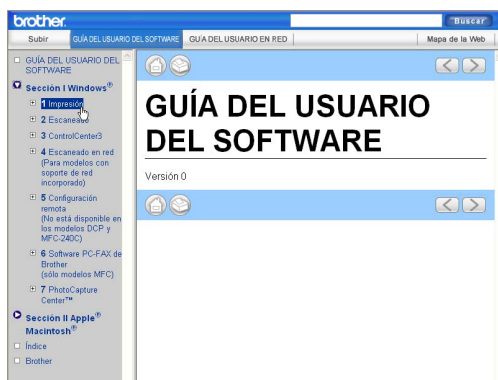 brother.
Buscar
Subir
GUÍA DEL USUARIO DEL SOFTWARE
GUÍA DEL USUARIO EN RED
Mapa de la Web
GUÍA DEL USUARIO DEL
SOFTWARE
Sección I Windows®
1 Impresión
2 Escaneado
3 ControlCenter3
4 Escaneado en red
(Para modelos con
soporte de red
incorporado)
5 Configuración
remota
(No está disponible en
los modelos DCP y
MFC-240C)
6 Software PC-FAX de
Brother
(sólo modelos MFC)
7 PhotoCapture
Center™
Sección II Apple®
Macintosh®
Índice
Brother
GUÍA DEL USUARIO
DEL SOFTWARE
Versión 0